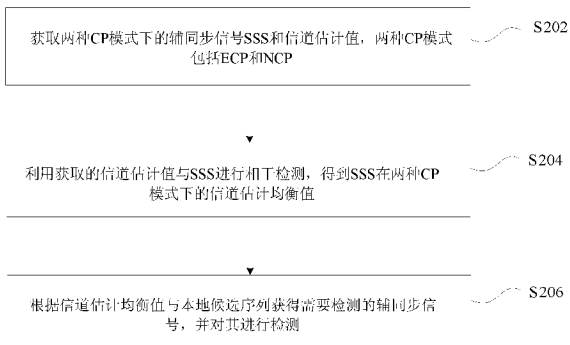 获取两种CP模式下的辅同步信号SSS和信道估计值，两种CP模式
包括ECP和NCP
S202
利用获取的信道估计值与SSS进行相干检测，得到SSS在两种CP
模式下的信道估计均衡值
S204
根据信道估计均衡值与本地候选序列获得需要检测的辅同步信
号，并对其进行检测
S206